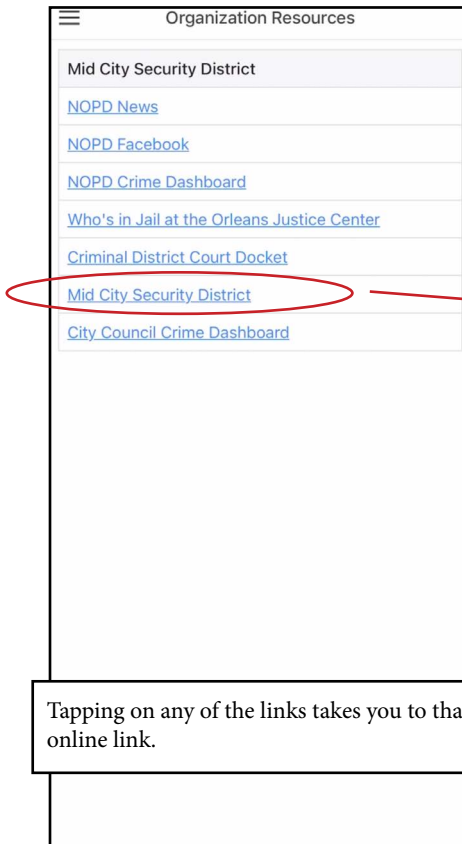 Organization Resources
Mid City Security District
NOPD News
NOPD Facebook
NOPD Crime Dashboard
Who's in Jail at the Orleans Justice Center
Criminal District Court Docket
Mid City Security District
City Council Crime Dashboard
Tapping on any of the links takes you to tha
online link.